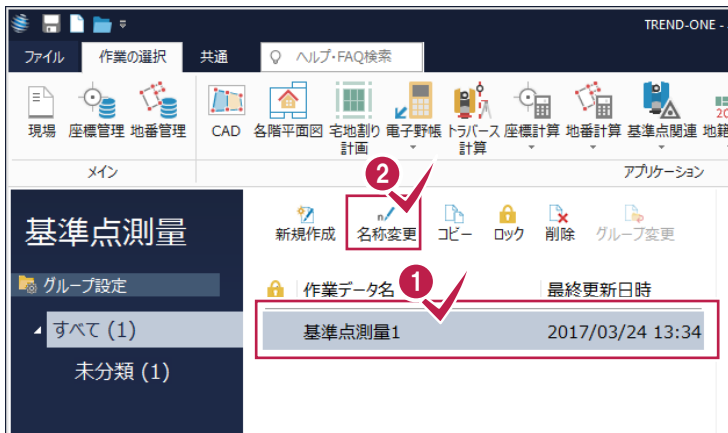 TREND-ONE -
ファイル 作業の選択 共通 ヘルプ・FAQ検索
現場 座標管理 地番管理 CAD 各階平面図 宅地割り 電子野帳 トラバース 座標計算 地番計算 基準点関連 地籍
計画 計算
メイン アプリケーション
2
基準点測量
新規作成 名称変更 コピー ロック 削除 グループ変更
グループ設定
1
作業データ名 最終更新日時
すべて (1)
基準点測量1 2017/03/24 13:34
未分類 (1)